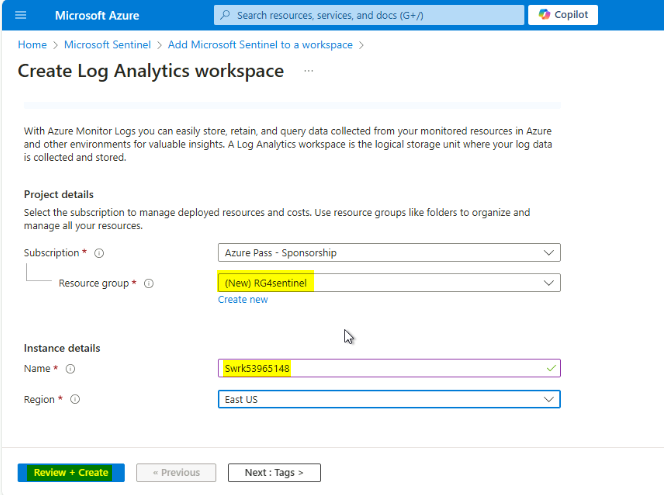 Microsoft Azure
Search resources, services, and docs (G+/)
Copilot
Home > Microsoft Sentinel > Add Microsoft Sentinel to a workspace >
Create Log Analytics workspace ...
With Azure Monitor Logs you can easily store, retain, and query data collected from your monitored resources in Azure
and other environments for valuable insights. A Log Analytics workspace is the logical storage unit where your log data
is collected and stored.
Project details
Select the subscription to manage deployed resources and costs. Use resource groups like folders to organize and
manage all your resources.
Subscription *
Azure Pass - Sponsorship
Resource group *
(New) RG4sentinel
Create new
Instance details
Name *
Swrk53965148
Region *
East US
Review + Create
« Previous
Next : Tags >